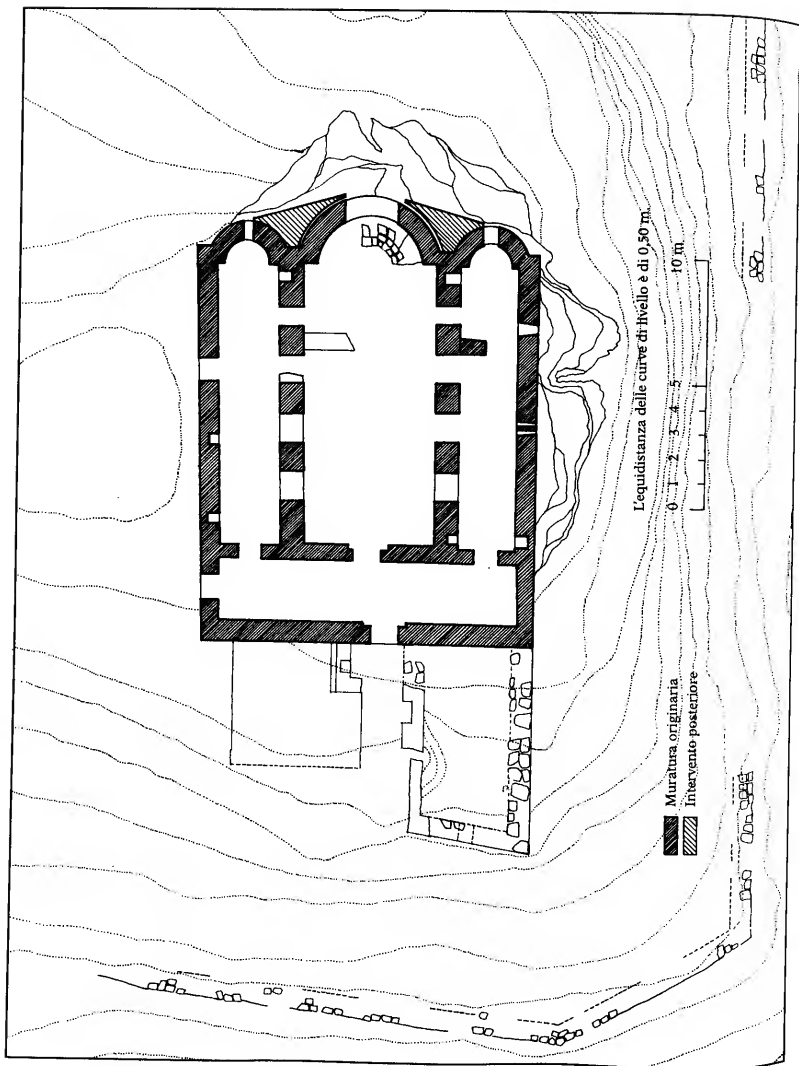 L'equidistanza delle curve di livello è di 0,50 m.
0 1 2 3 4 5 10 m
Muratura originaria
Intervento posteriore